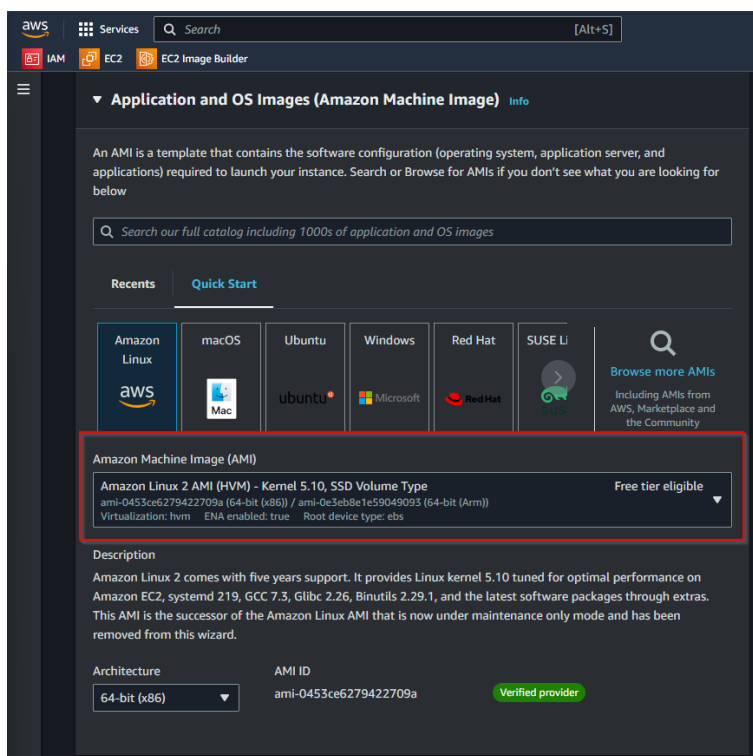 aws
Services
Search
[Alt+S]
IAM
EC2
EC2 Image Builder
Application and OS Images (Amazon Machine Image)
Info
An AMI is a template that contains the software configuration (operating system, application server, and
applications) required to launch your instance. Search or Browse for AMIs if you don't see what you are looking for
below
Search our full catalog including 1000s of application and OS images
Recents
Quick Start
Amazon
Linux
aws
macOS
Mac
Ubuntu
ubuntu
Windows
Microsoft
Red Hat
Red Hat
SUSE Li
SUS
Browse more AMIs
Including AMIs from
AWS, Marketplace and
the Community
Amazon Machine Image (AMI)
Amazon Linux 2 AMI (HVM) - Kernel 5.10, SSD Volume Type
Free tier eligible
ami-0453ce6279422709a (64-bit (x86)) / ami-0e3eb8e1e59049093 (64-bit (Arm))
Virtualization: hvm ENA enabled: true Root device type: ebs
Description
Amazon Linux 2 comes with five years support. It provides Linux kernel 5.10 tuned for optimal performance on
Amazon EC2, systemd 219, GCC 7.3, Glibc 2.26, Binutils 2.29.1, and the latest software packages through extras.
This AMI is the successor of the Amazon Linux AMI that is now under maintenance only mode and has been
removed from this wizard.
Architecture
64-bit (x86)
AMI ID
ami-0453ce6279422709a
Verified provider